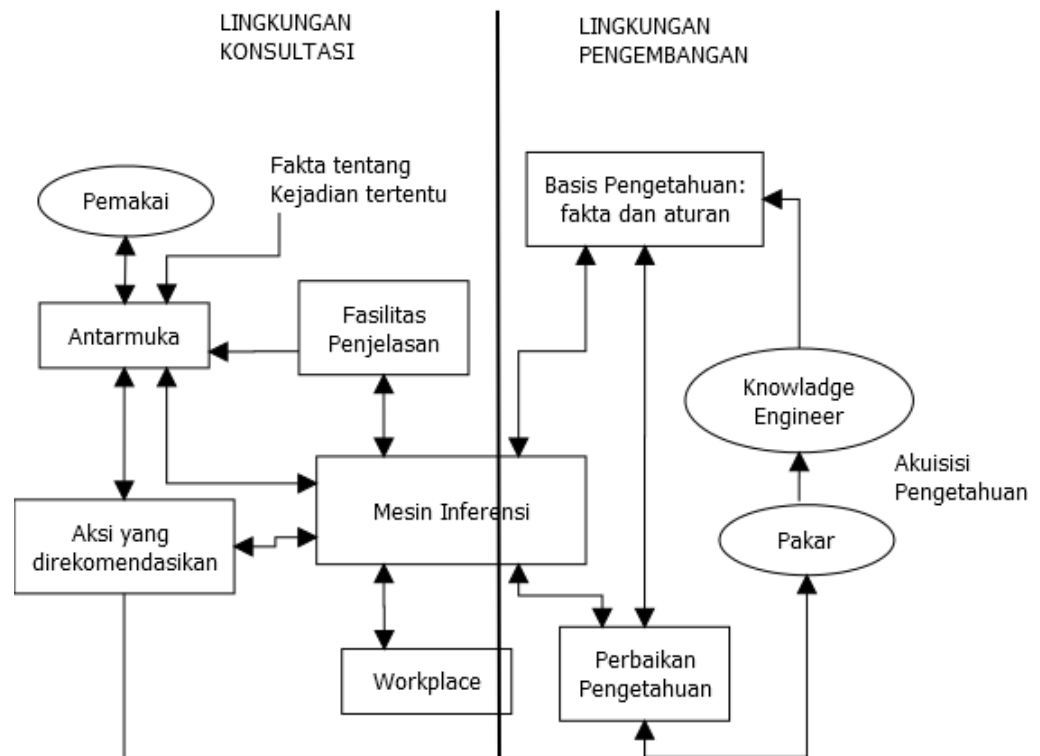 LINGKUNGAN
KONSULTASI
LINGKUNGAN
PENGEMBANGAN
Fakta tentang
Kejadian tertentu
Pemakai
Basis Pengetahuan:
fakta dan aturan
Antarmuka
Fasilitas
Penjelasan
Knowladge
Engineer
Akuisisi
Pengetahuan
Mesin Inferensi
Aksi yang
direkomendasikan
Pakar
Workplace
Perbaikan
Pengetahuan